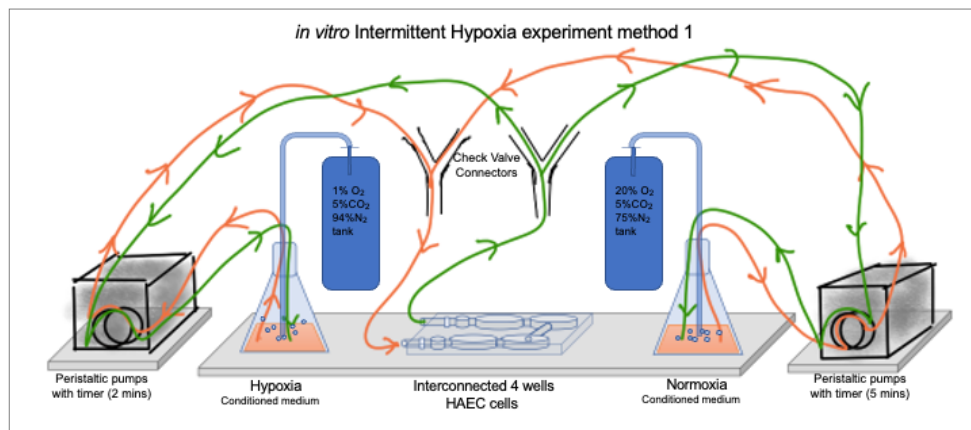 in vitro Intermittent Hypoxia experiment method 1
Check Valve
Connectors
1% O₂
5%CO₂
94%N₂
tank
20% O₂
5%CO₂
75%N₂
tank
Peristaltic pumps
with timer (2 mins)
Hypoxia
Conditioned medium
Interconnected 4 wells
HAEC cells
Normoxia
Conditioned medium
Peristaltic pumps
with timer (5 mins)